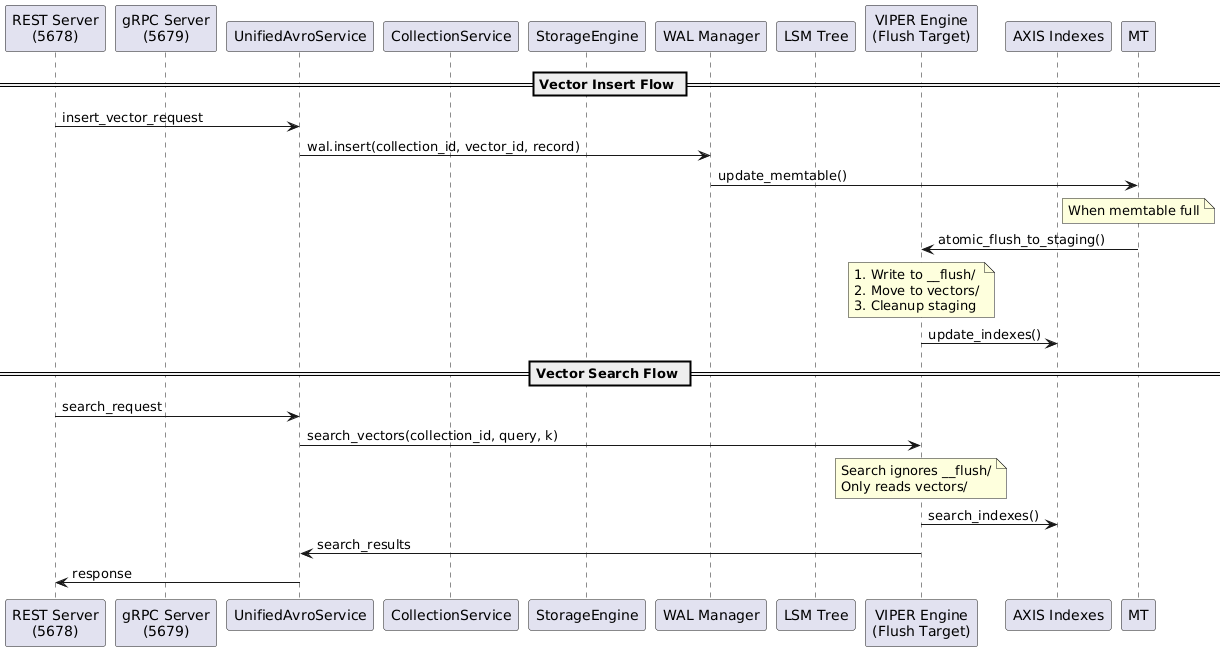 REST Server
(5678)
gRPC Server
(5679)
UnifiedAvroService
CollectionService
StorageEngine
WAL Manager
LSM Tree
VIPER Engine
(Flush Target)
AXIS Indexes
MT
Vector Insert Flow
insert_vector_request
wal.insert(collection_id, vector_id, record)
update_memtable()
When memtable full
atomic_flush_to_staging()
1. Write to __flush/
2. Move to vectors/
3. Cleanup staging
update_indexes()
Vector Search Flow
search_request
search_vectors(collection_id, query, k)
Search ignores __flush/
Only reads vectors/
search_indexes()
search_results
response
REST Server
(5678)
gRPC Server
(5679)
UnifiedAvroService
CollectionService
StorageEngine
WAL Manager
LSM Tree
VIPER Engine
(Flush Target)
AXIS Indexes
MT